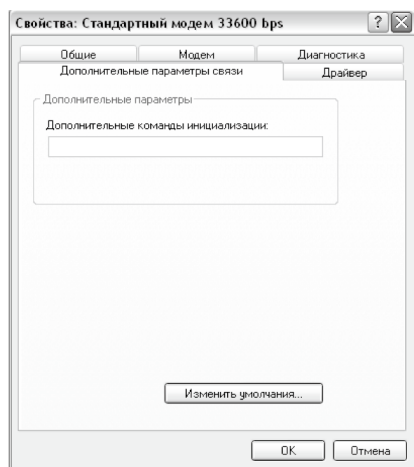 Свойства: Стандартный модем 33600 bps
Общие Модем Диагностика
Дополнительные параметры связи Драйвер
Дополнительные параметры
Дополнительные команды инициализации:
Изменить умолчания...
OK Отмена